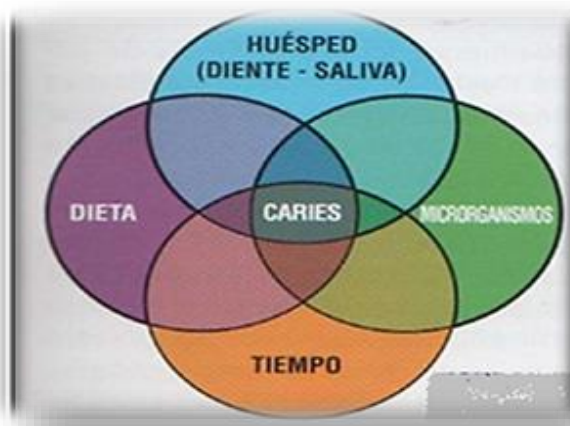 HUÉSPED
(DIENTE - SALIVA)
DIETA
CARIES
MICRORGANISMOS
TIEMPO